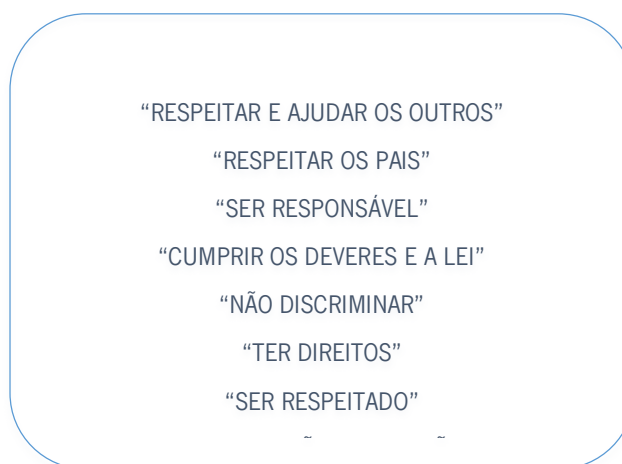 “RESPEITAR E AJUDAR OS OUTROS”
“RESPEITAR OS PAIS”
“SER RESPONSÁVEL”
“CUMPRIR OS DEVERES E A LEI”
“NÃO DISCRIMINAR”
“TER DIREITOS”
“SER RESPEITADO”